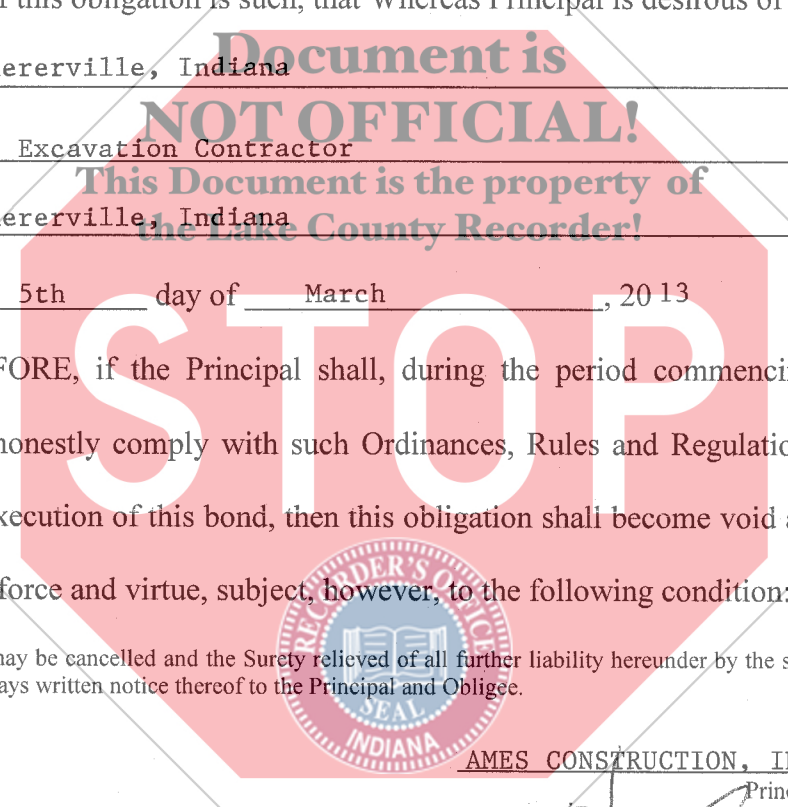 this obligation is such, that Whereas Principal is desirous of
Document is
ererville, Indiana
NOT OFFICIAL!
Excavation Contractor
This Document is the property of
ererville, Indiana
the Lake County Recorder!
5th day of March, 2013
STOP
FORE, if the Principal shall, during the period commenci
honestly comply with such Ordinances, Rules and Regulatio
xecution of this bond, then this obligation shall become void a
force and virtue, subject, however, to the following condition:
RECORDER'S OFFICE
SEAL
INDIANA
may be cancelled and the Surety relieved of all further liability hereunder by the s
ays written notice thereof to the Principal and Obligee.
AMES CONSTRUCTION, I
Princ